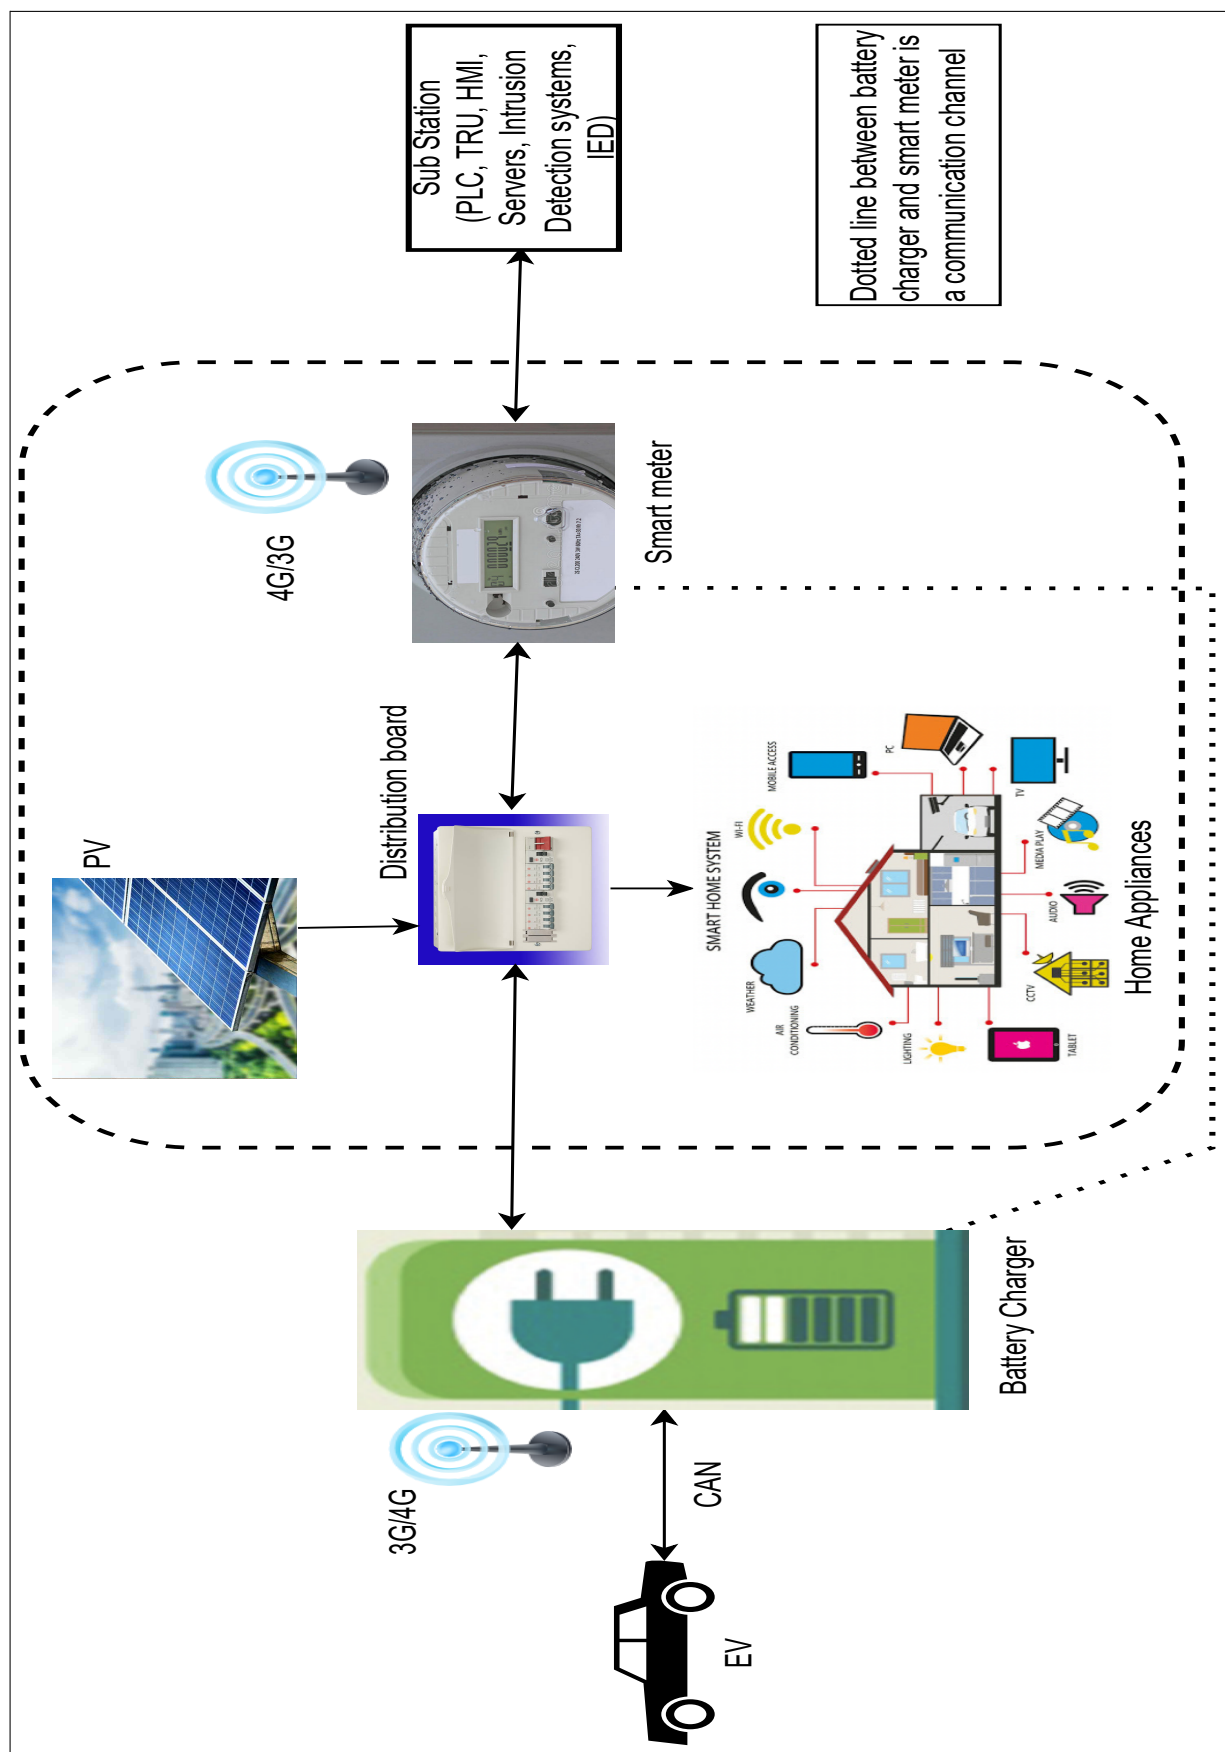 PV
4G/3G
3G/4G
Distribution board
Sub Station
(PLC, TRU, HMI,
Servers, Intrusion
Detection systems,
IED)
Smart meter
EV
CAN
Battery Charger
SMART HOME SYSTEM
AIR
CONDITIONING
WEATHER
WI-FI
MOBILE ACCESS
LIGHTING
PC
TABLET
CCTV
AUDIO
MEDIA PLAY
TV
Home Appliances
Dotted line between battery
charger and smart meter is
a communication channel